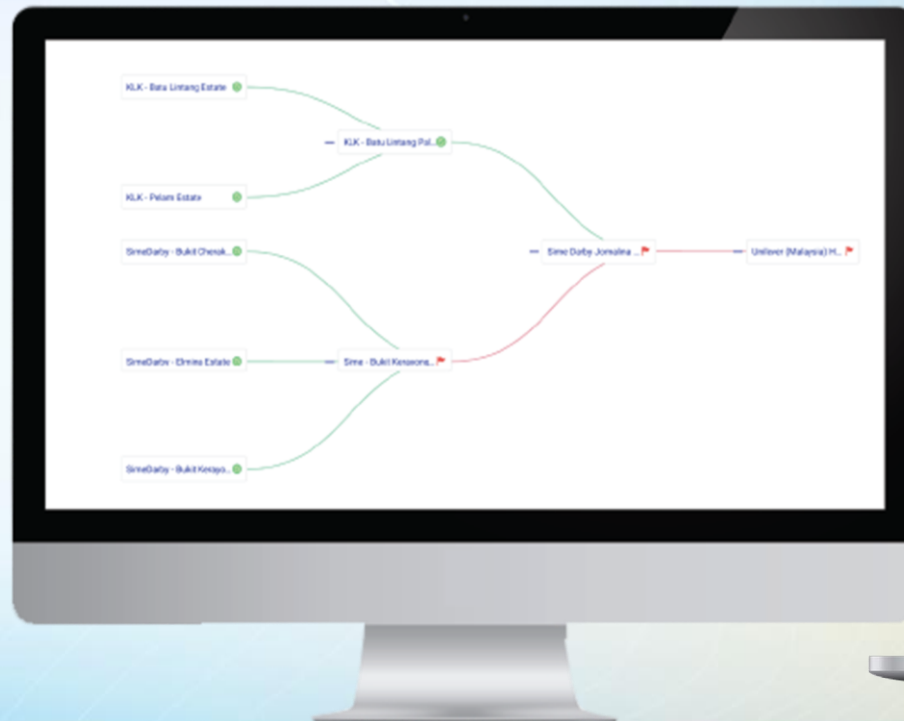 KLK - Batu Lintang Estate
KLK - Batu Lintang Pal...
KLK - Pelam Estate
SimeDarby - Bukit Cherak...
Sime Darby Jomalina ...
Unilever (Malaysia) H...
SimeDarby - Elmina Estate
Sime - Bukit Kerayong...
SimeDarby - Bukit Kerayo...